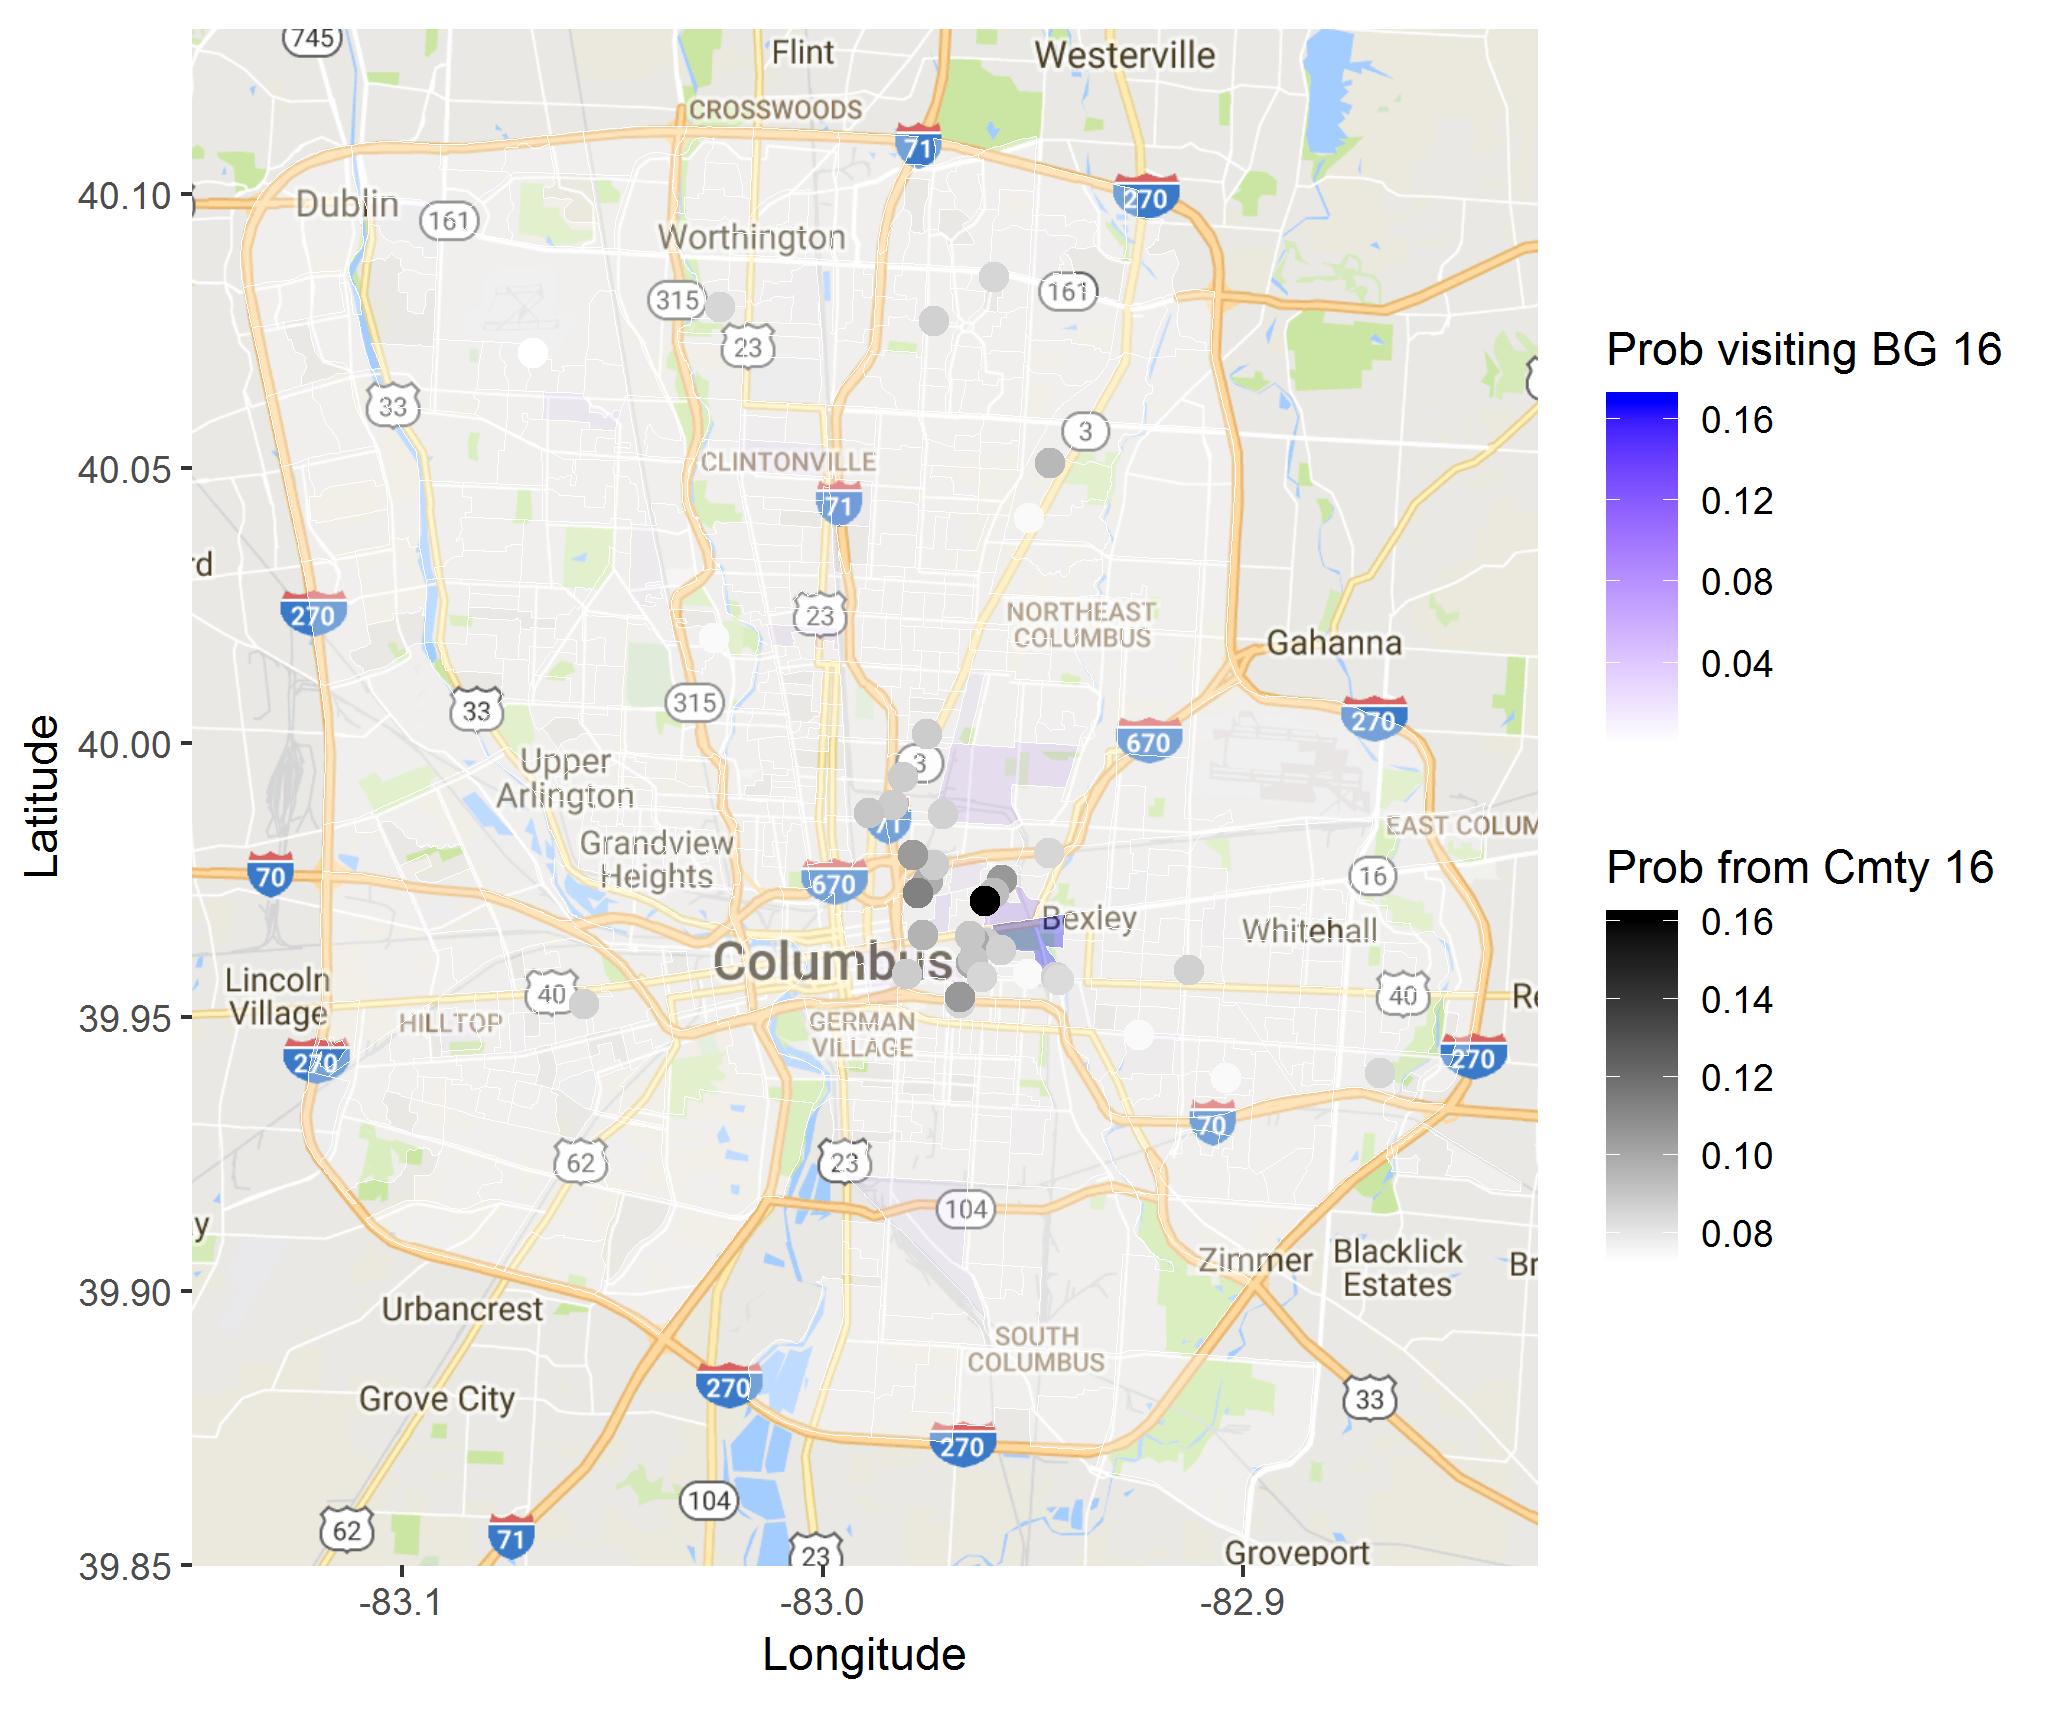 745
Flint
Westerville
CROSSWOODS
71
270
40.10
Dublin
161
Worthington
315
161
23
33
3
40.05
CLINTONVILLE
71
rd
270
23
NORTHEAST
COLUMBUS
Gahanna
315
33
270
40.00
670
3
Upper
Arlington
71
Grandview
Heights
EAST COLUM
70
670
16
Bexley
Whitehall
Columbus
Lincoln
Village
40
40
Re
39.95
HILLTOP
GERMAN
VILLAGE
270
270
70
62
23
104
y
Zimmer
Blacklick
Estates
Br
39.90
Urbancrest
SOUTH
COLUMBUS
270
Grove City
33
270
104
62
71
23
Groveport
39.85
-83.1
-83.0
-82.9
Longitude
Latitude
Prob visiting BG 16
0.16
0.12
0.08
0.04
Prob from Cmty 16
0.16
0.14
0.12
0.10
0.08